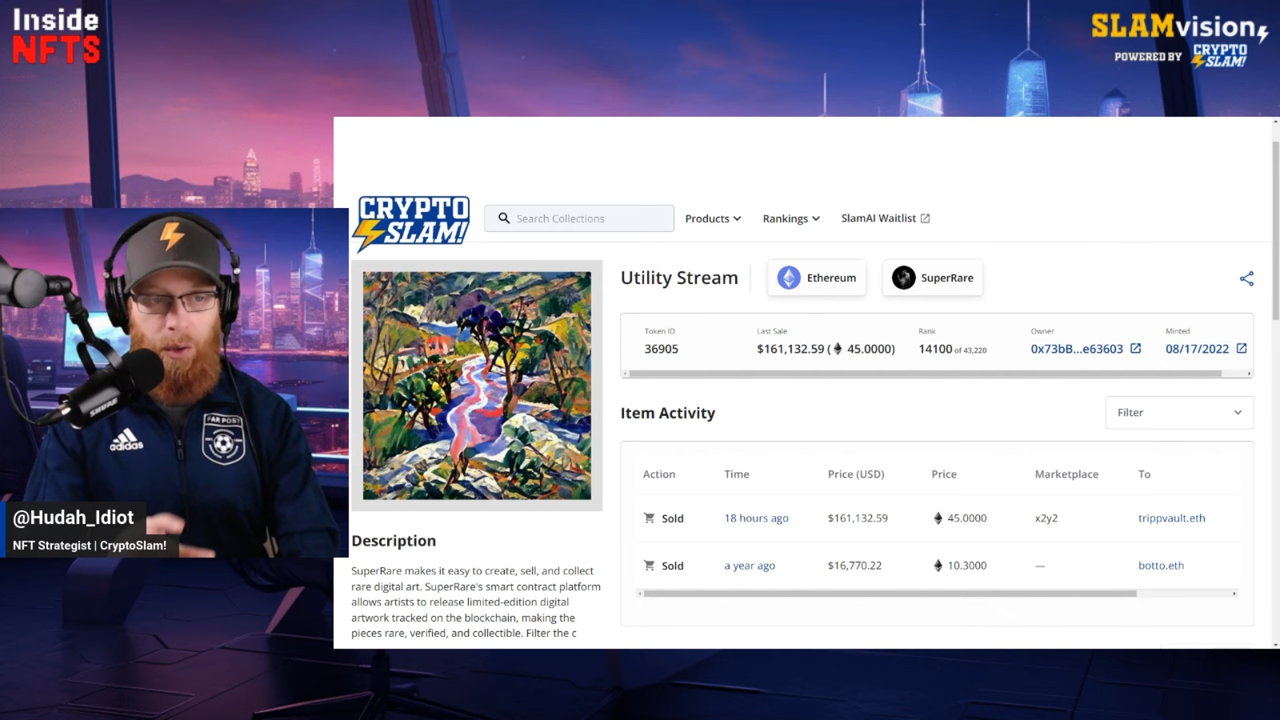 Inside
NFTS
SLAMvision
POWERED BY CRYPTO SLAM!
CRYPTO SLAM!
Search Collections
Products
Rankings
SlamAI Waitlist
Utility Stream
Ethereum
SuperRare
Token ID
36905
Last Sale
$161,132.59 ( 45.0000)
Rank
14100 of 43,220
Owner
0x73bB...e63603
Minted
08/17/2022
Item Activity
Filter
Action Time Price (USD) Price Marketplace To
Sold 18 hours ago $161,132.59 45.0000 x2y2 trippvault.eth
Sold a year ago $16,770.22 10.3000 — botto.eth
Description
SuperRare makes it easy to create, sell, and collect
rare digital art. SuperRare's smart contract platform
allows artists to release limited-edition digital
artwork tracked on the blockchain, making the
pieces rare, verified, and collectible. Filter the c
SHURE
adidas
FAR POST
@Hudah_Idiot
NFT Strategist | CryptoSlam!